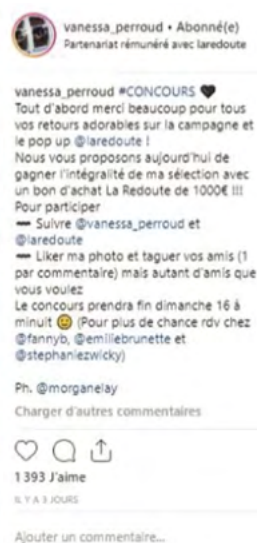 vanessa_perroud • Abonné(e)
Partenariat rémunéré avec laredoute
vanessa_perroud #CONCOURS 🖤
Tout d'abord merci beaucoup pour tous
vos retours adorables sur la campagne et
le pop up @laredoute !
Nous vous proposons aujourd'hui de
gagner l'intégralité de ma sélection avec
un bon d'achat La Redoute de 1000€ !!!
Pour participer
➖ Suivre @vanessa_perroud et
@laredoute
➖ Liker ma photo et taguer vos amis (1
par commentaire) mais autant d'amis que
vous voulez
Le concours prendra fin dimanche 16 à
minuit 😉 (Pour plus de chance rdv chez
@fannyb, @emiliebrunette et
@stephaniezwicky)
Ph. @morganelay
Charger d'autres commentaires
1 393 J'aime
IL Y A 3 JOURS
Ajouter un commentaire...